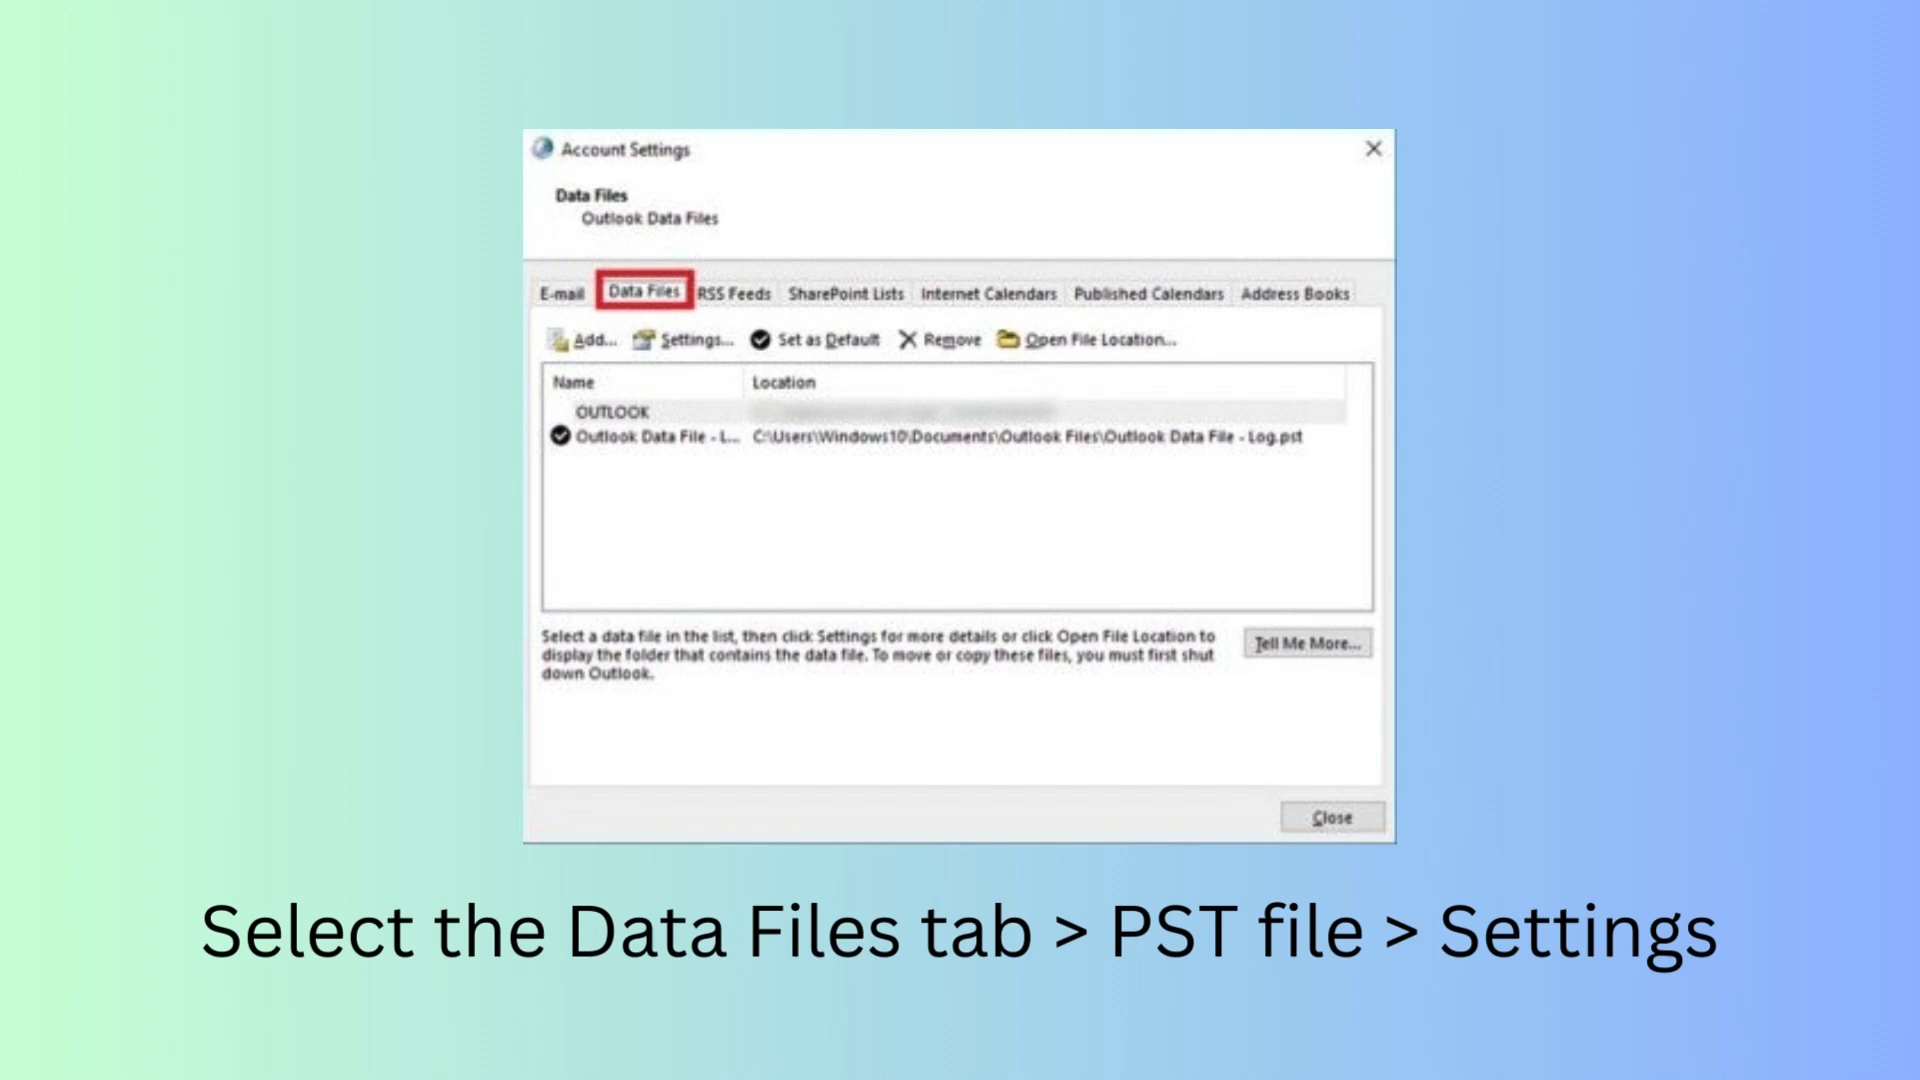 Account Settings
Data Files
Outlook Data Files
E-mail Data Files RSS Feeds SharePoint Lists Internet Calendars Published Calendars Address Books
Add... Settings... Set as Default Remove Open File Location...
Name Location
OUTLOOK
Outlook Data File - L... C:\Users\Windows10\Documents\Outlook Files\Outlook Data File - Log.pst
Select a data file in the list, then click Settings for more details or click Open File Location to
display the folder that contains the data file. To move or copy these files, you must first shut
down Outlook.
Tell Me More...
Close
Select the Data Files tab > PST file > Settings